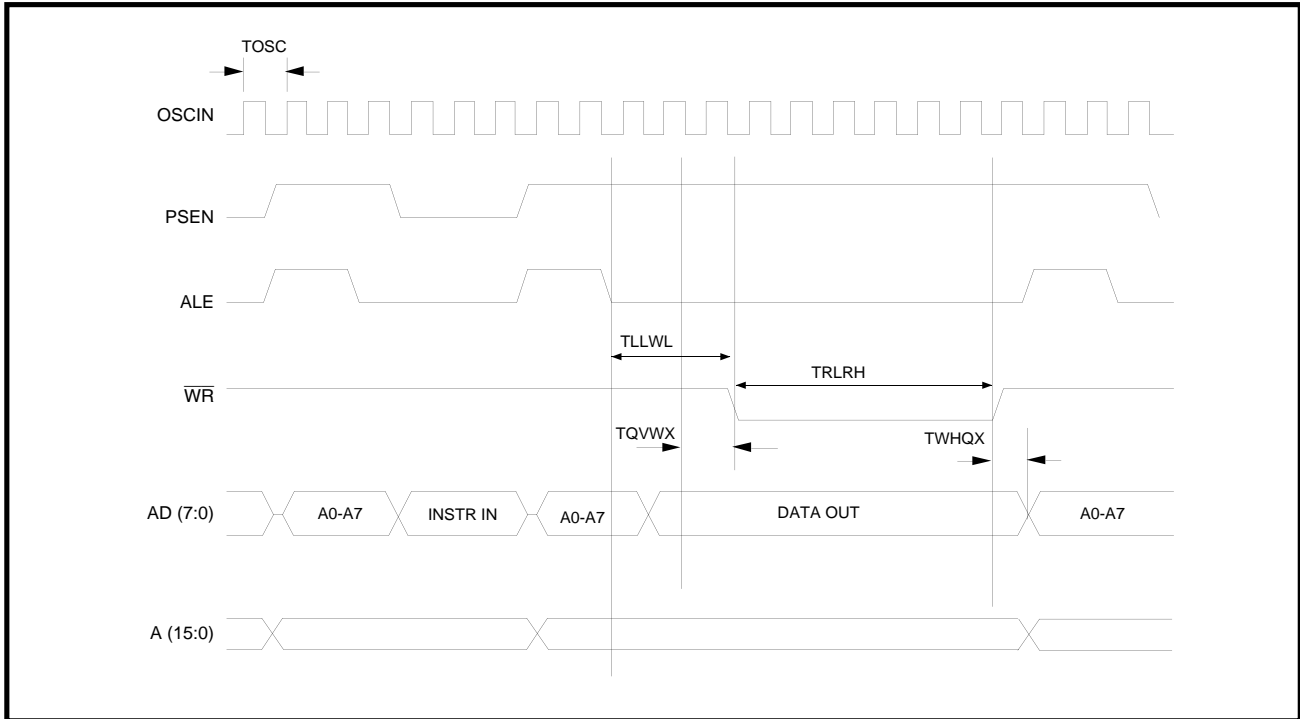 TOSC
OSCIN
PSEN
ALE
TLLWL
TRLRH
WR
TQVWX
TWHQX
AD (7:0)
A0-A7
INSTR IN
A0-A7
DATA OUT
A0-A7
A (15:0)